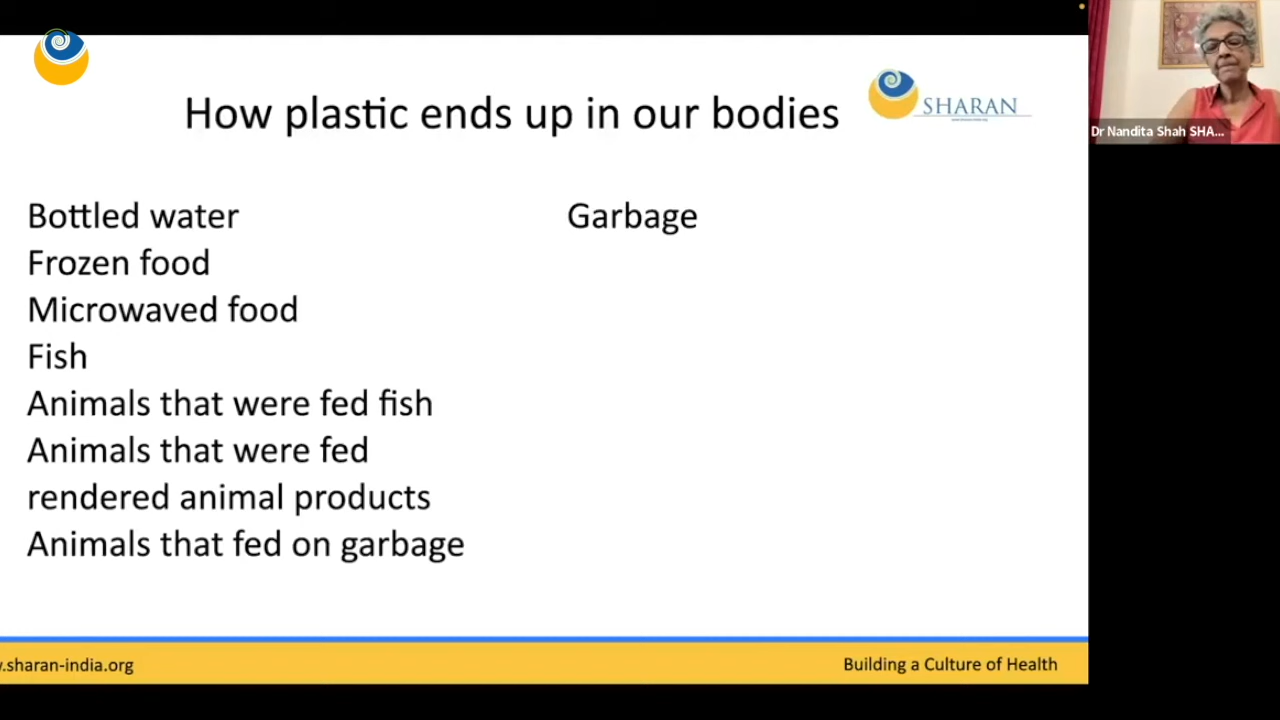 How plastic ends up in our bodies
SHARAN
Dr Nandita Shah SHA...
Bottled water
Frozen food
Microwaved food
Fish
Animals that were fed fish
Animals that were fed
rendered animal products
Animals that fed on garbage
Garbage
.sharan-india.org
Building a Culture of Health